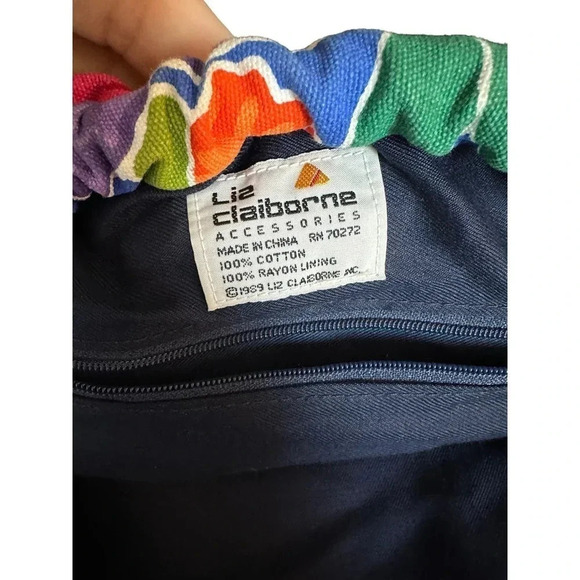 Liz
claiborne
ACCESSORIES
MADE IN CHINA RN 70272
100% COTTON
100% RAYON LINING
©1989 LIZ CLAIBORNE INC.